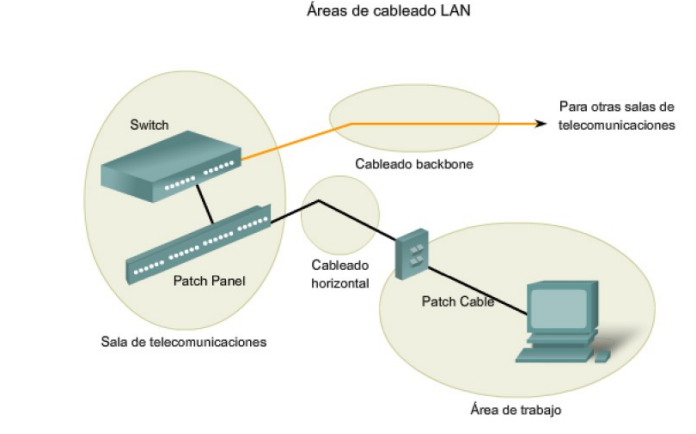 Áreas de cableado LAN
Para otras salas de
telecomunicaciones
Switch
Cableado backbone
Cableado
horizontal
Patch Panel
Patch Cable
Sala de telecomunicaciones
Área de trabajo